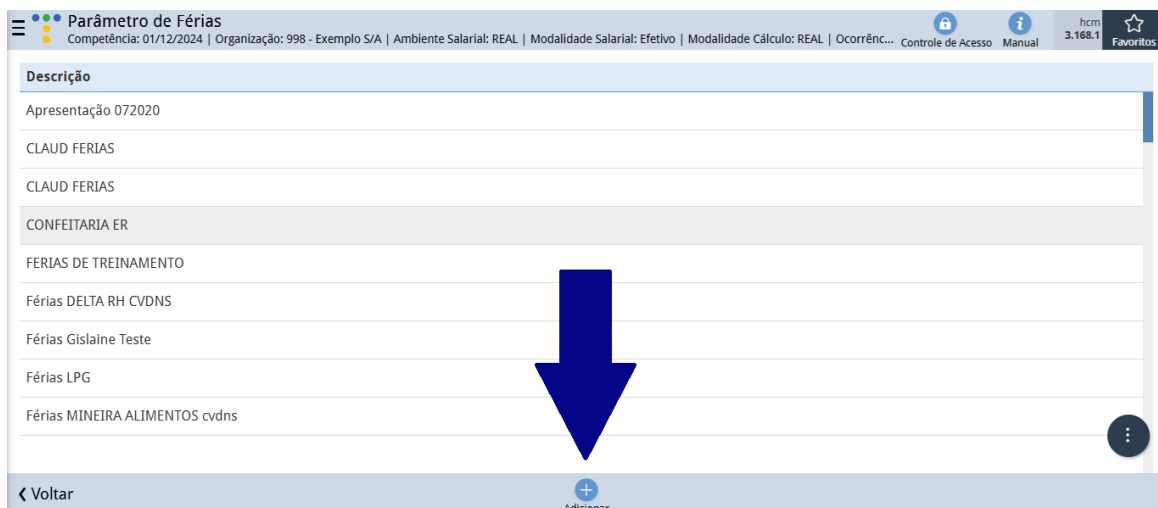 Parâmetro de Férias
Competência: 01/12/2024 | Organização: 998 - Exemplo S/A | Ambiente Salarial: REAL | Modalidade Salarial: Efetivo | Modalidade Cálculo: REAL | Ocorrênc...
Controle de Acesso
Manual
hcm
3.168.1
Favoritos
Descrição
Apresentação 072020
CLAUD FERIAS
CLAUD FERIAS
CONFEITARIA ER
FERIAS DE TREINAMENTO
Férias DELTA RH CVDNS
Férias Gislaine Teste
Férias LPG
Férias MINEIRA ALIMENTOS cvdns
Voltar
Adicionar